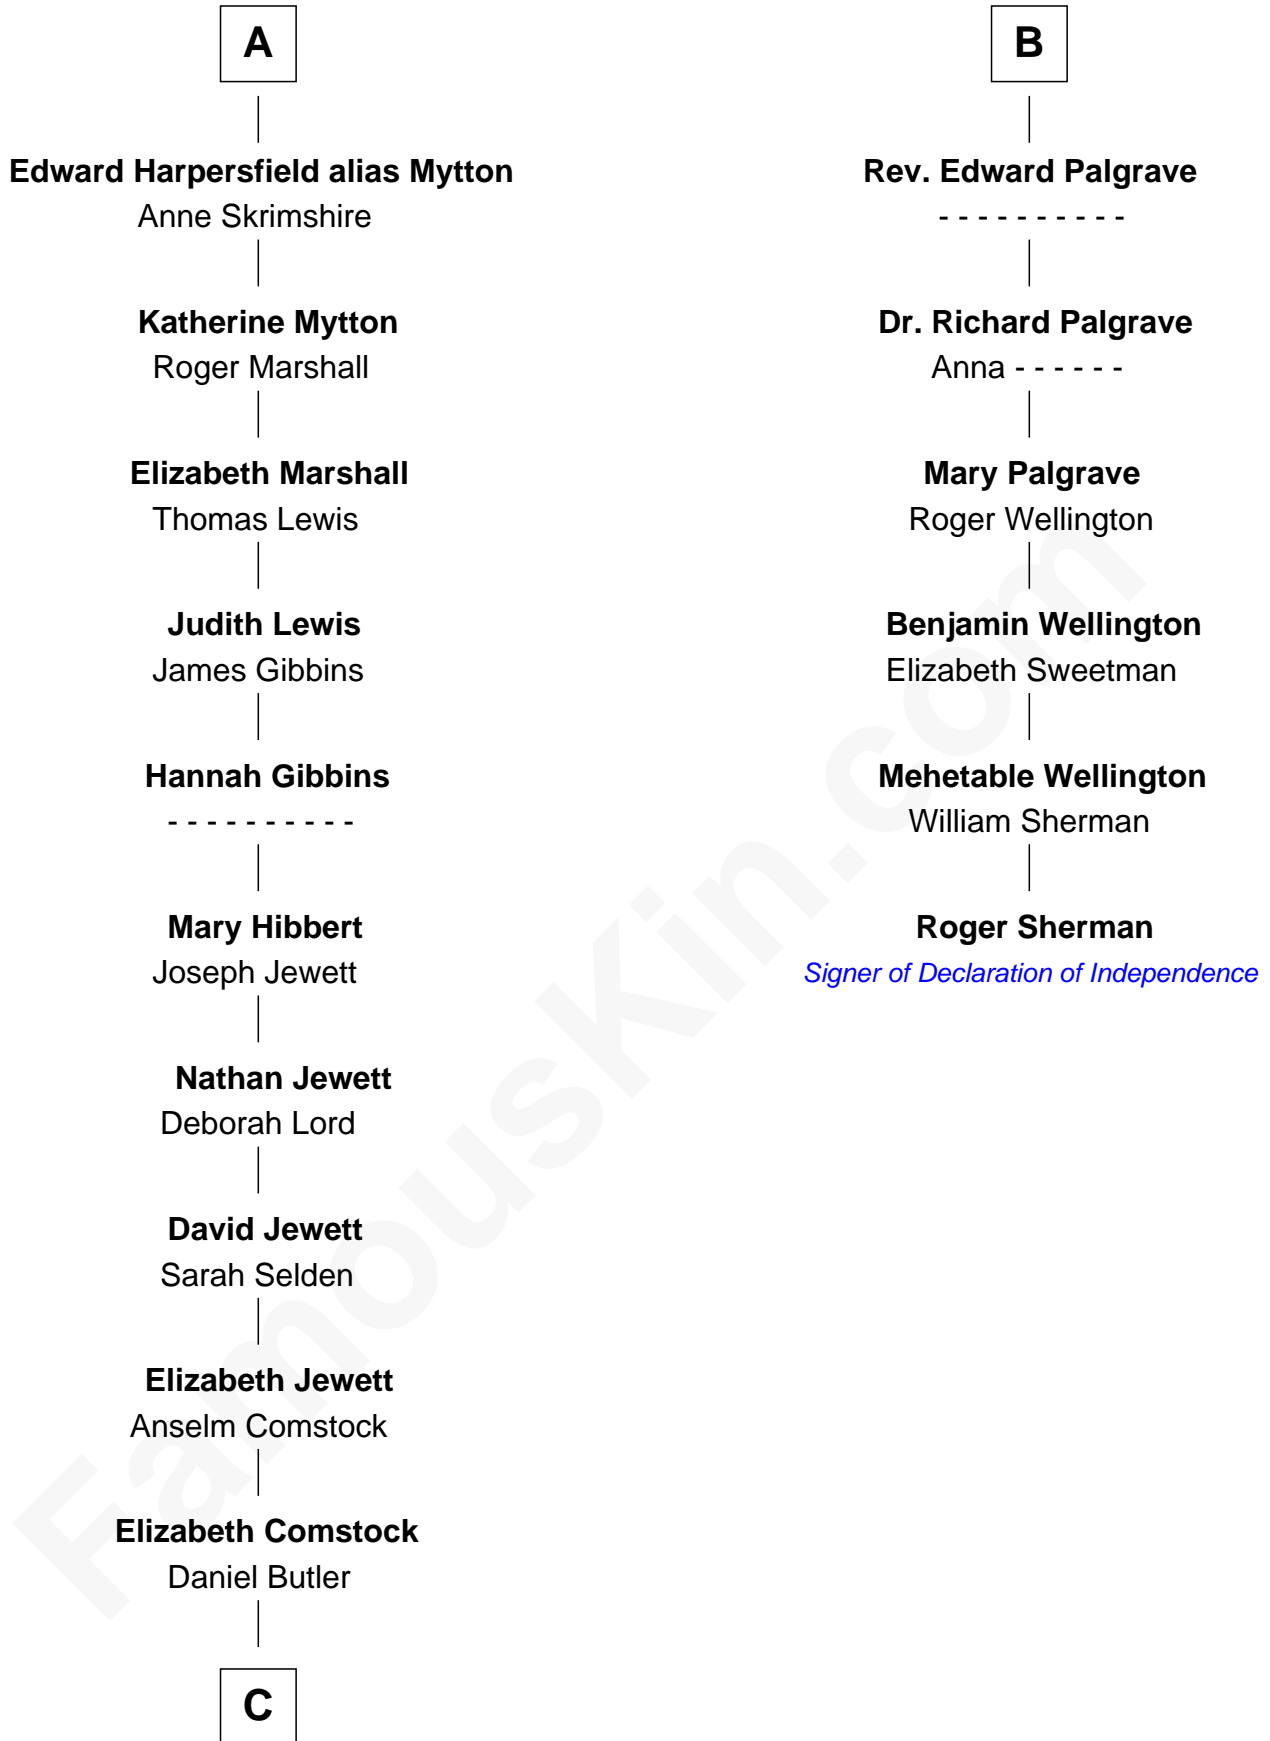 A
Edward Harpersfield alias Mytton
Anne Skrimshire
Katherine Mytton
Roger Marshall
Elizabeth Marshall
Thomas Lewis
Judith Lewis
James Gibbins
Hannah Gibbins
- - - - - - - - - -
Mary Hibbert
Joseph Jewett
Nathan Jewett
Deborah Lord
David Jewett
Sarah Selden
Elizabeth Jewett
Anselm Comstock
Elizabeth Comstock
Daniel Butler
C
B
Rev. Edward Palgrave
- - - - - - - - - -
Dr. Richard Palgrave
Anna - - - - - -
Mary Palgrave
Roger Wellington
Benjamin Wellington
Elizabeth Sweetman
Mehetable Wellington
William Sherman
Roger Sherman
Signer of Declaration of Independence
FamousKin.com